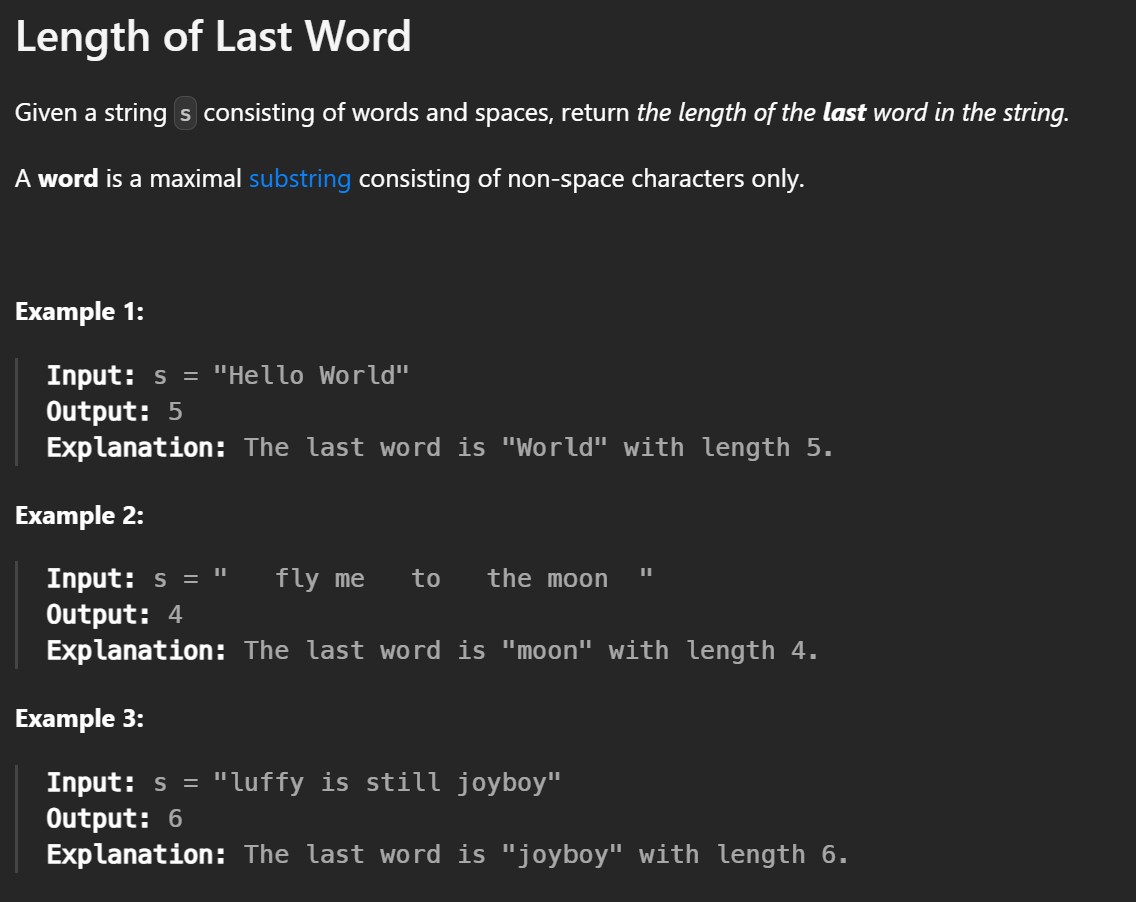 Length of Last Word
Given a string s consisting of words and spaces, return the length of the last word in the string.
A word is a maximal substring consisting of non-space characters only.
Example 1:
Input: s = "Hello World"
Output: 5
Explanation: The last word is "World" with length 5.
Example 2:
Input: s = "   fly me   to   the moon  "
Output: 4
Explanation: The last word is "moon" with length 4.
Example 3:
Input: s = "luffy is still joyboy"
Output: 6
Explanation: The last word is "joyboy" with length 6.